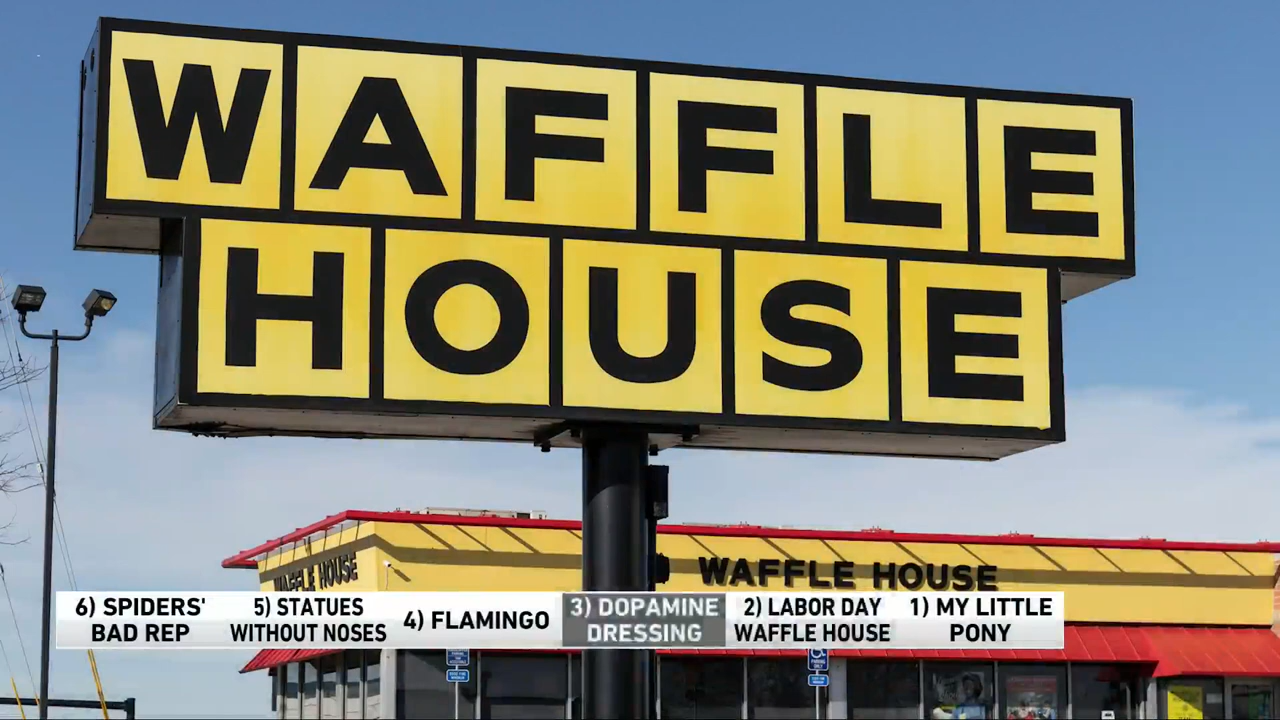 WAFFLE
HOUSE
WAFFLE HOUSE
WAFFLE HOUSE
6) SPIDERS'
BAD REP
5) STATUES
WITHOUT NOSES
4) FLAMINGO
3) DOPAMINE
DRESSING
2) LABOR DAY
WAFFLE HOUSE
1) MY LITTLE
PONY